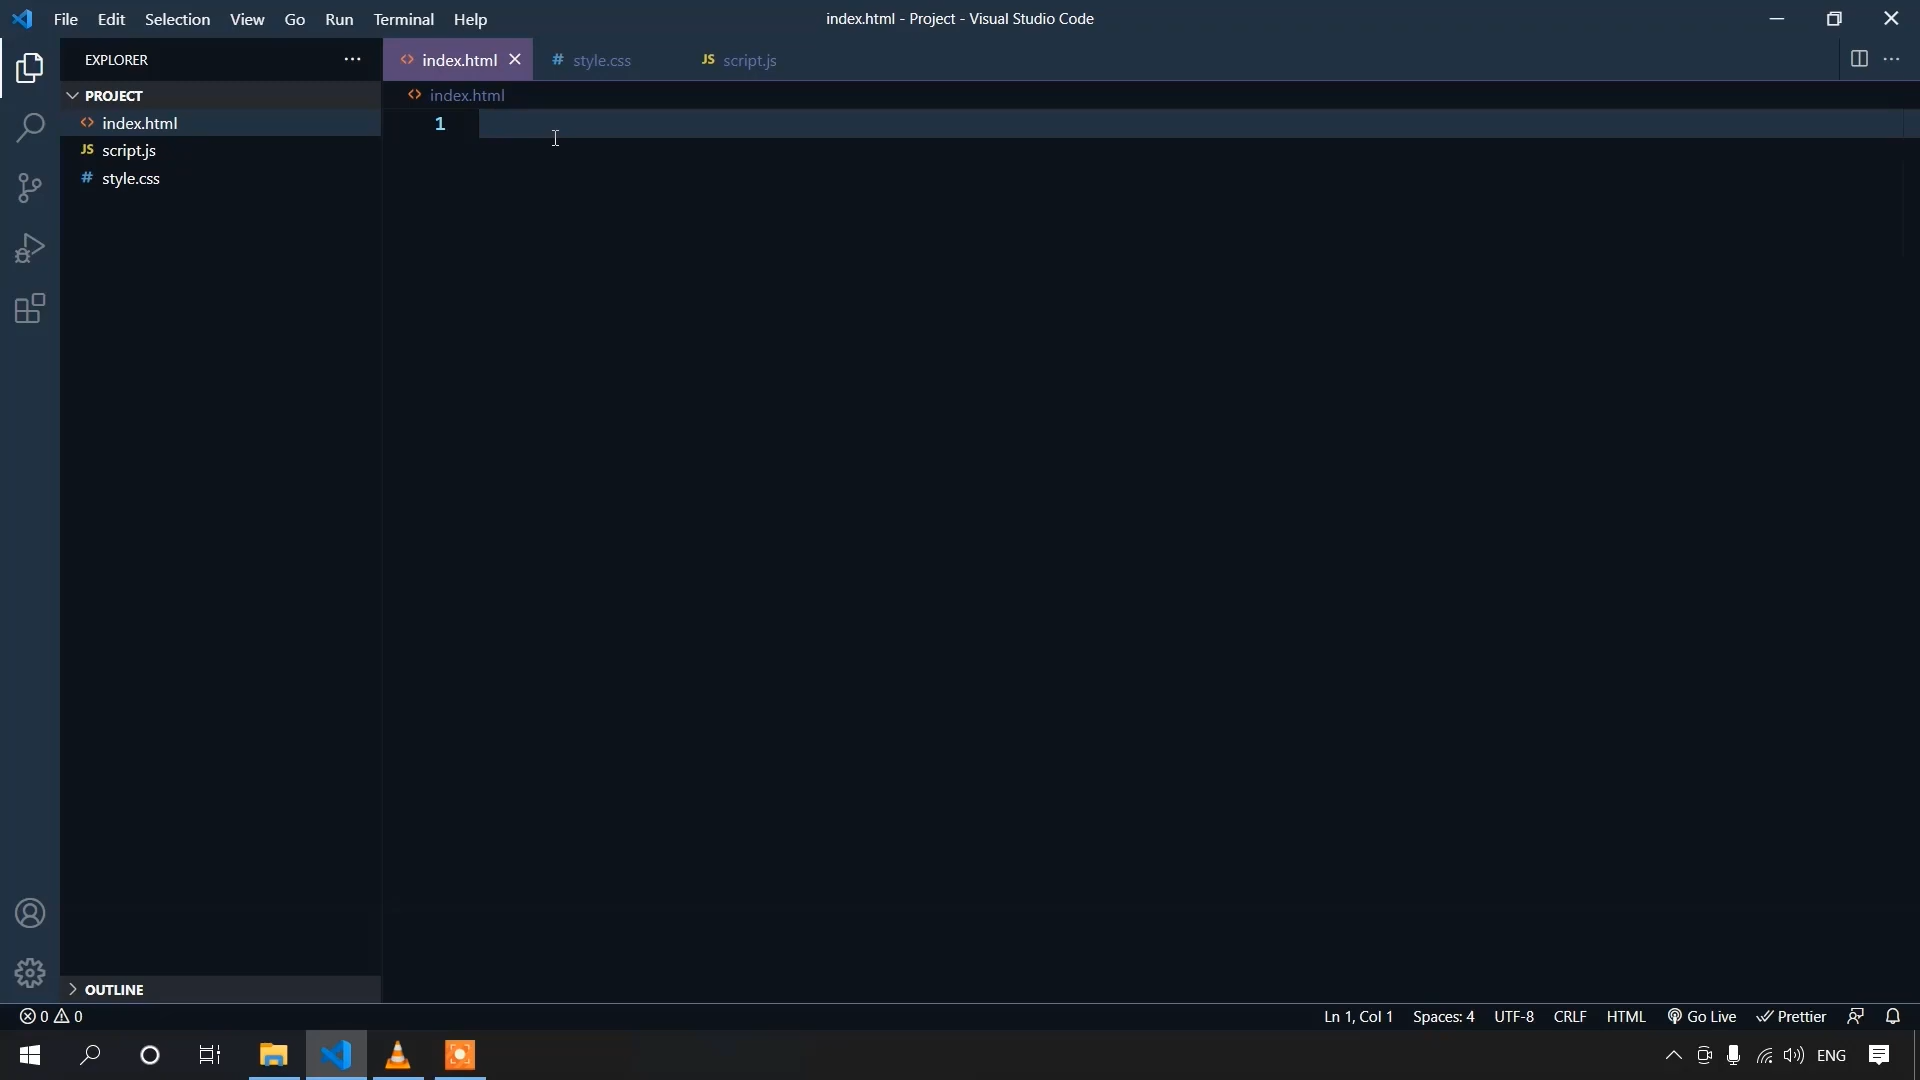 File Edit Selection View Go Run Terminal Help
index.html - Project - Visual Studio Code
EXPLORER
index.html
# style.css
JS script.js
PROJECT
index.html
JS script.js
# style.css
index.html
1
OUTLINE
0 0
Ln 1, Col 1 Spaces: 4 UTF-8 CRLF HTML Go Live Prettier
ENG